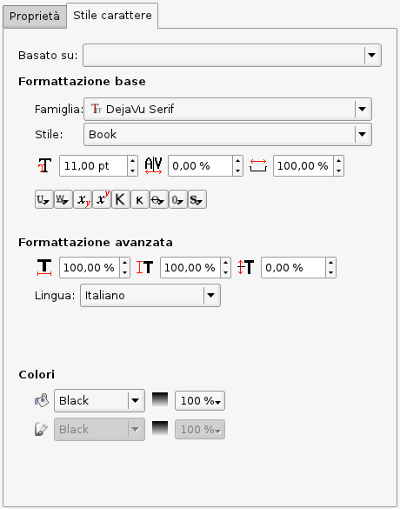 Proprietà Stile carattere
Basato su:
Formattazione base
Famiglia: DejaVu Serif
Stile: Book
11,00 pt 0,00 % 100,00 %
Formattazione avanzata
100,00 % 100,00 % 0,00 %
Lingua: Italiano
Colori
Black 100 %
Black 100 %